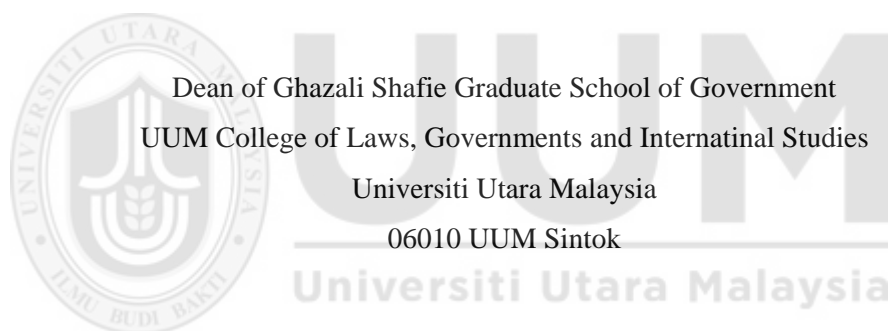 Dean of Ghazali Shafie Graduate School of Government
UUM College of Laws, Governments and Internatinal Studies
Universiti Utara Malaysia
06010 UUM Sintok
UUM
Universiti Utara Malaysia
UNIVERSITI UTARA MALAYSIA
ILMU BUDI BAKTI